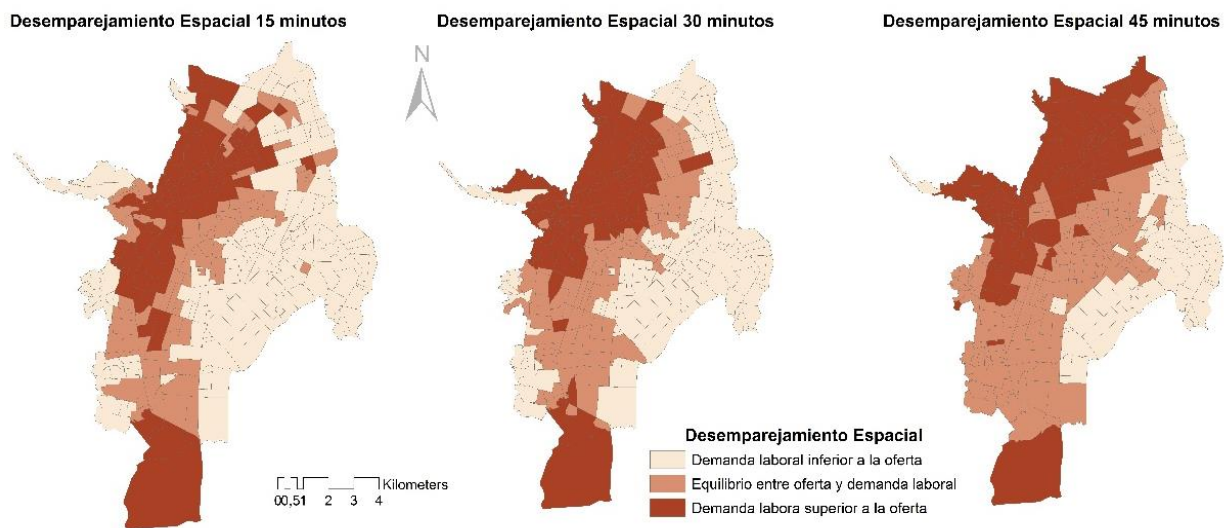 Desemparejamiento Espacial 15 minutos
Desemparejamiento Espacial 30 minutos
Desemparejamiento Espacial 45 minutos
N
Desemparejamiento Espacial
Demanda laboral inferior a la oferta
Equilibrio entre oferta y demanda laboral
Demanda labora superior a la oferta
Kilometers
00,51 2 3 4